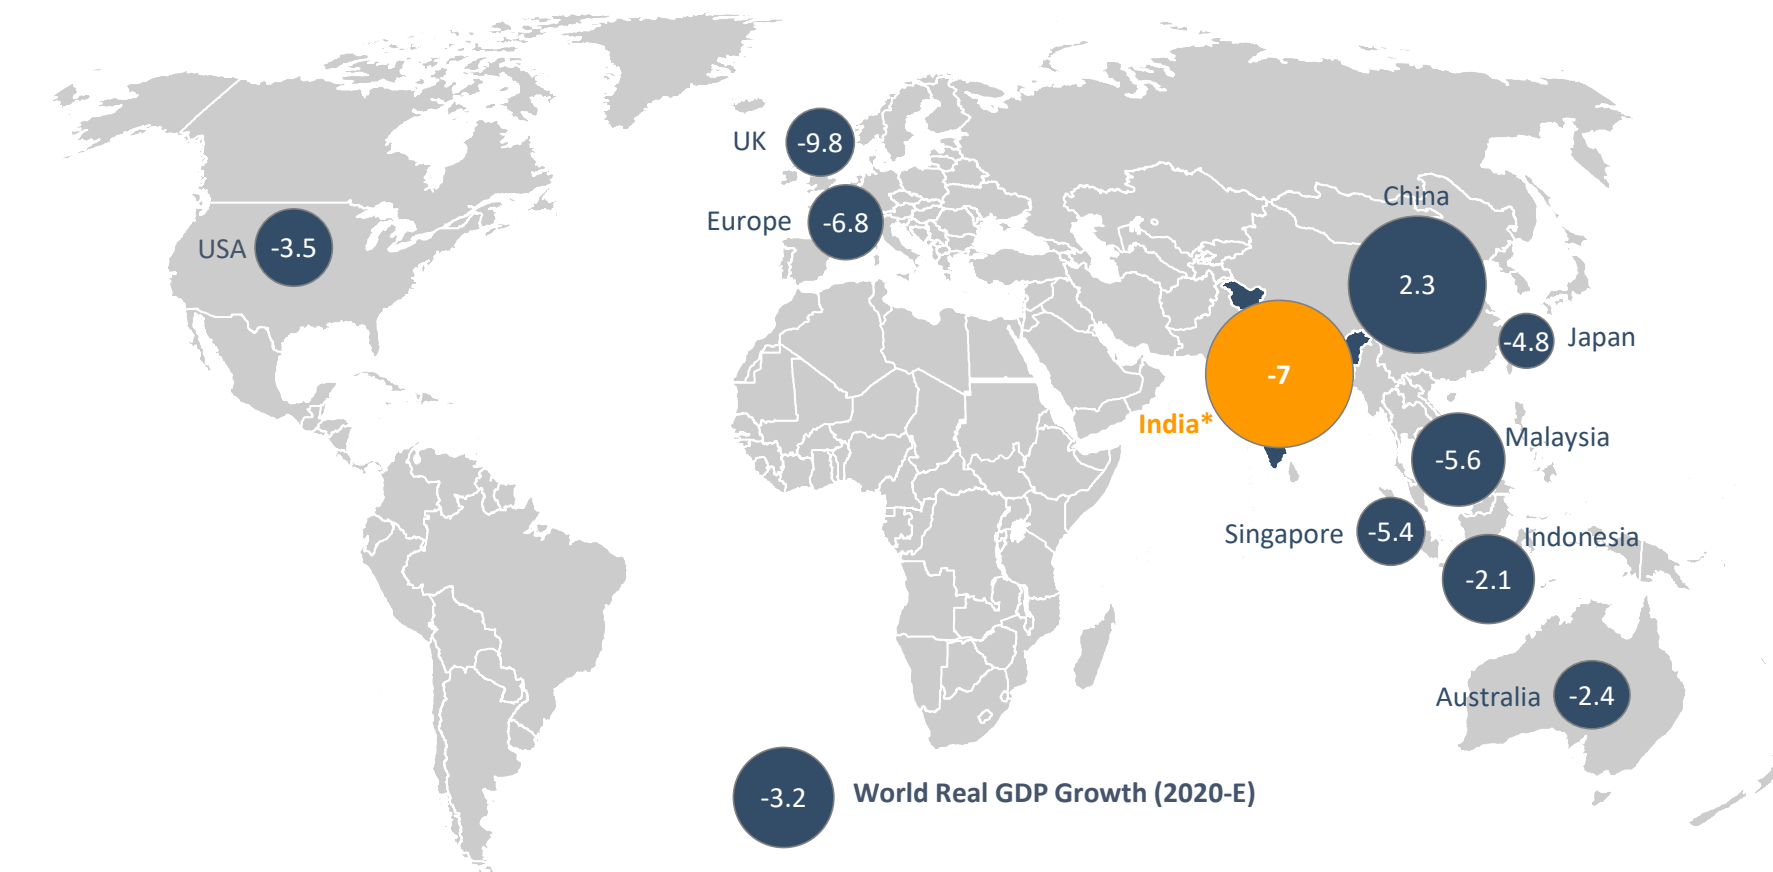 UK
-9.8
China
Europe
-6.8
USA
-3.5
2.3
-4.8
Japan
-7
India*
Malaysia
-5.6
Singapore
-5.4
Indonesia
-2.1
Australia
-2.4
-3.2
World Real GDP Growth (2020-E)